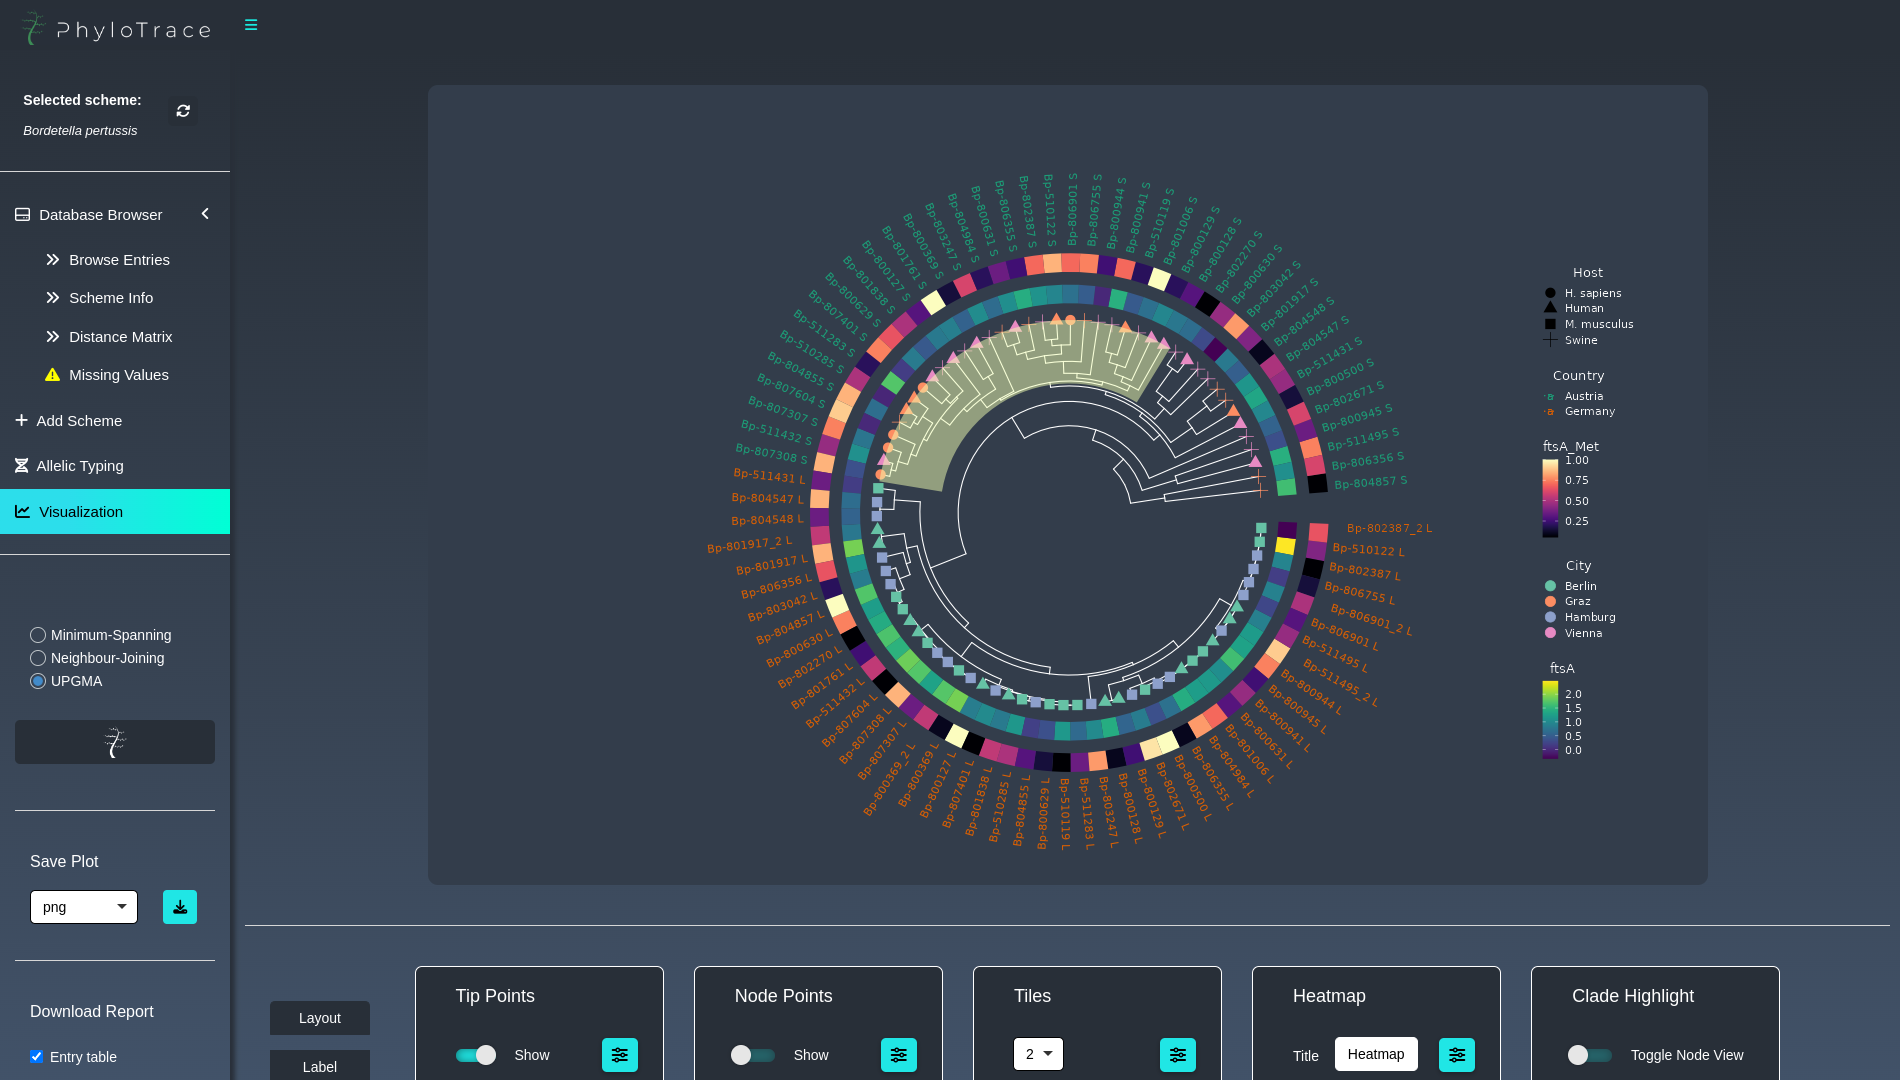 PhyloTrace
Selected scheme:
Bordetella pertussis
Database Browser
Browse Entries
Scheme Info
Distance Matrix
Missing Values
Add Scheme
Allelic Typing
Visualization
Minimum-Spanning
Neighbour-Joining
UPGMA
Save Plot
png
Download Report
Entry table
Bp-807308 S
Bp-511432 S
Bp-807307 S
Bp-807604 S
Bp-804855 S
Bp-510285 S
Bp-511283 S
Bp-807401 S
Bp-800629 S
Bp-801838 S
Bp-800127 S
Bp-801761 S
Bp-800369 S
Bp-803247 S
Bp-804984 S
Bp-800631 S
Bp-806355 S
Bp-802387 S
Bp-510122 S
Bp-806901 S
Bp-806755 S
Bp-800944 S
Bp-800941 S
Bp-510119 S
Bp-801006 S
Bp-800129 S
Bp-800128 S
Bp-802270 S
Bp-800630 S
Bp-803042 S
Bp-801917 S
Bp-804548 S
Bp-804547 S
Bp-511431 S
Bp-800500 S
Bp-802671 S
Bp-800945 S
Bp-511495 S
Bp-806356 S
Bp-804857 S
Bp-802387_2 L
Bp-510122 L
Bp-802387 L
Bp-806755 L
Bp-806901_2 L
Bp-806901 L
Bp-511495 L
Bp-511495_2 L
Bp-800944 L
Bp-800945 L
Bp-800941 L
Bp-800631 L
Bp-801006 L
Bp-804984 L
Bp-806355 L
Bp-800500 L
Bp-802671 L
Bp-800129 L
Bp-800128 L
Bp-803247 L
Bp-511283 L
Bp-510119 L
Bp-800629 L
Bp-804855 L
Bp-510285 L
Bp-801838 L
Bp-807401 L
Bp-800127 L
Bp-800369 L
Bp-800369_2 L
Bp-807307 L
Bp-807308 L
Bp-807604 L
Bp-511432 L
Bp-801761 L
Bp-802270 L
Bp-800630 L
Bp-804857 L
Bp-803042 L
Bp-806356 L
Bp-801917 L
Bp-801917_2 L
Bp-804548 L
Bp-804547 L
Bp-511431 L
Host
H. sapiens
Human
M. musculus
Swine
Country
a Austria
a Germany
ftsA_Met
1.00
0.75
0.50
0.25
City
Berlin
Graz
Hamburg
Vienna
ftsA
2.0
1.5
1.0
0.5
0.0
Layout
Label
Tip Points
Show
Node Points
Show
Tiles
2
Heatmap
Title Heatmap
Clade Highlight
Toggle Node View